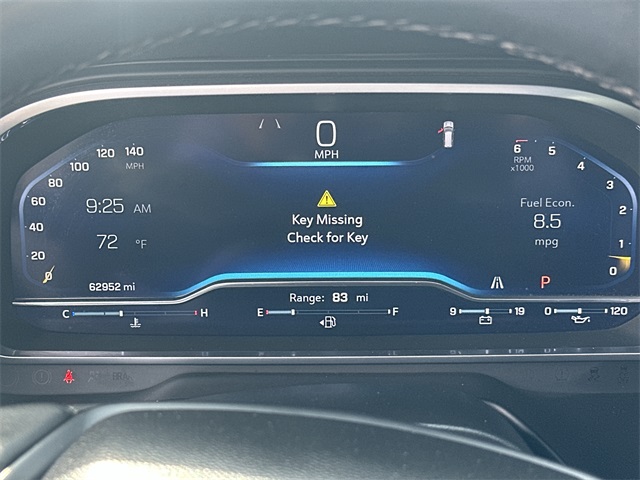 0
MPH
120 140
MPH
100
80
60
40
20
0
9:25 AM
72 °F
62952 mi
Key Missing
Check for Key
6 5
RPM
x1000
4
3
2
1
0
Fuel Econ.
8.5
mpg
P
Range: 83 mi
C H
E F
9 19
0 120